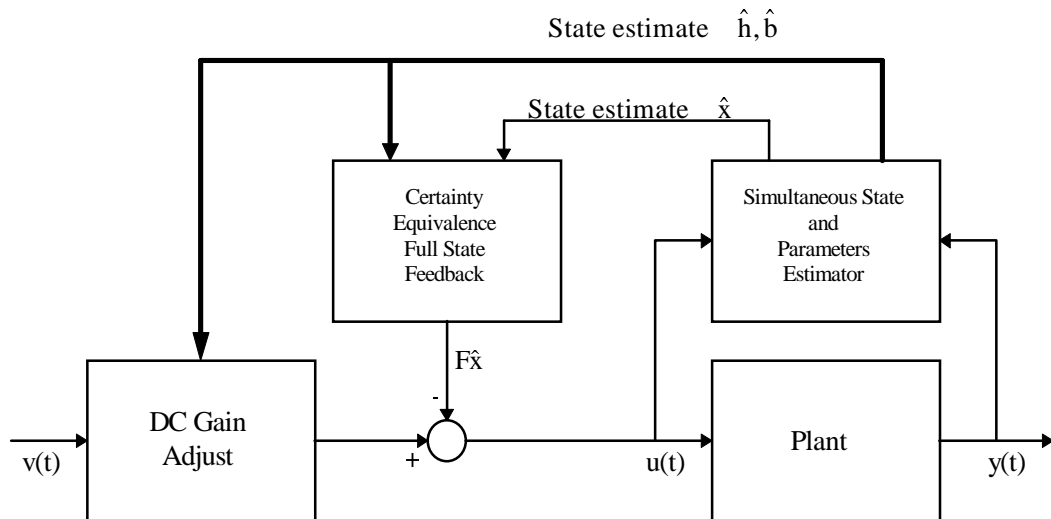 State estimate ĥ, b̂
State estimate x̂
Certainty
Equivalence
Full State
Feedback
Simultaneous State
and
Parameters
Estimator
Fx̂
-
DC Gain
Adjust
Plant
+
v(t)
u(t)
y(t)